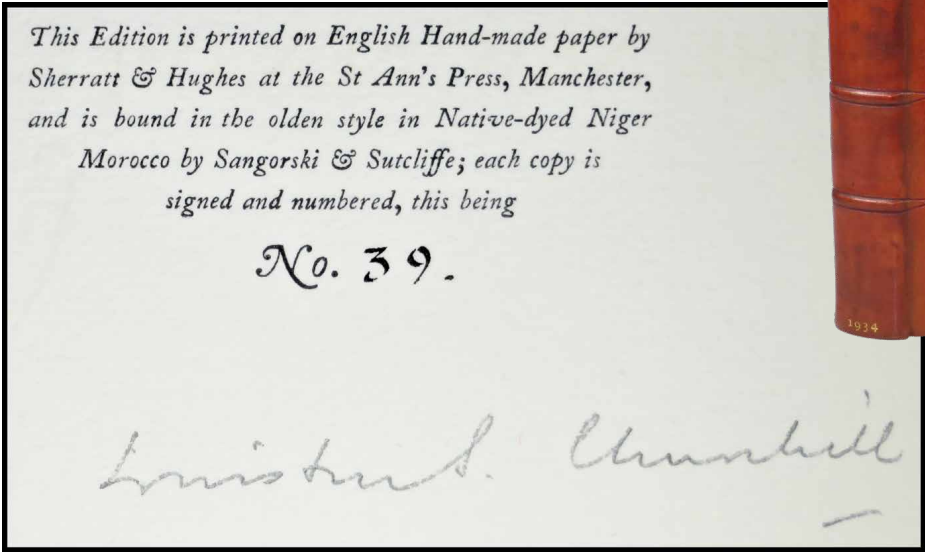 This Edition is printed on English Hand-made paper by
Sherratt & Hughes at the St Ann's Press, Manchester,
and is bound in the olden style in Native-dyed Niger
Morocco by Sangorski & Sutcliffe; each copy is
signed and numbered, this being
No. 39.
1934
Winston S. Churchill